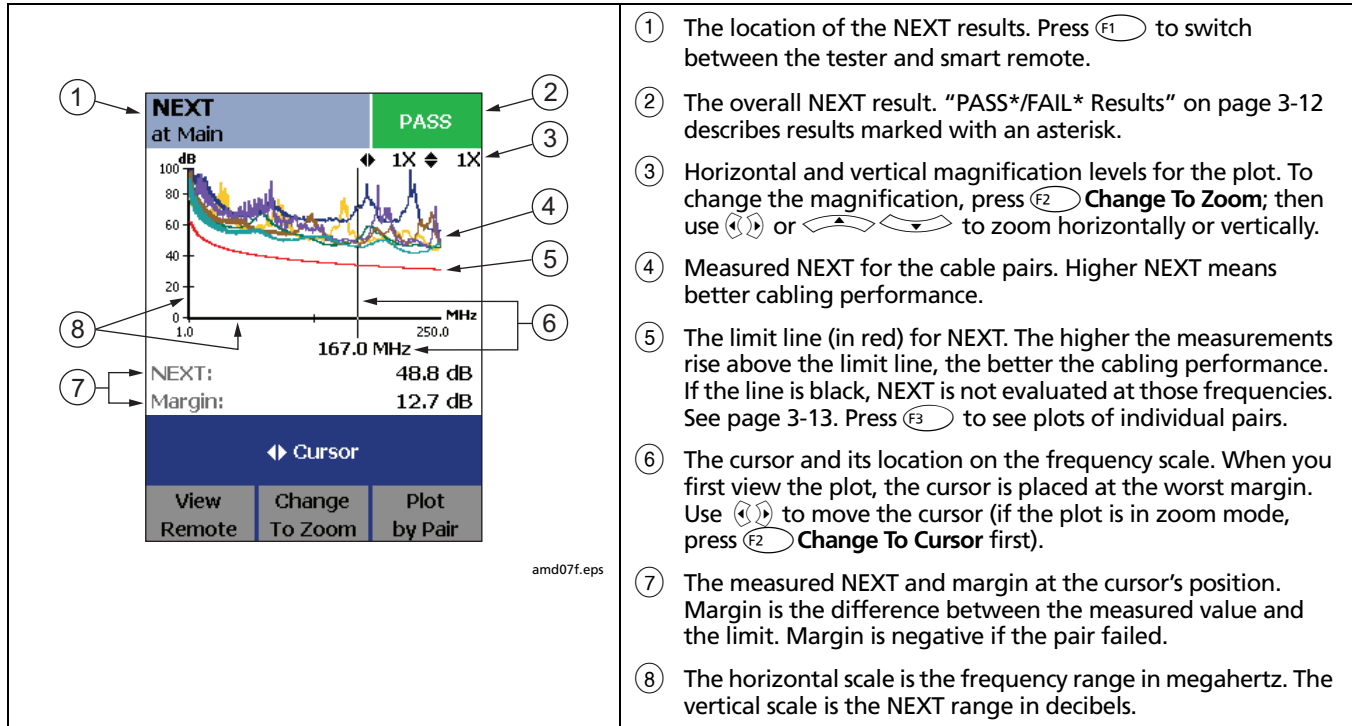 1
NEXT
at Main
PASS
2
1X 1X
3
dB
100
80
60
40
20
0
4
5
6
8
MHz
1.0
250.0
167.0 MHz
7
NEXT: 48.8 dB
Margin: 12.7 dB
Cursor
View Remote
Change To Zoom
Plot by Pair
amd07f.eps
1 The location of the NEXT results. Press F1 to switch
between the tester and smart remote.
2 The overall NEXT result. “PASS*/FAIL* Results” on page 3-12
describes results marked with an asterisk.
3 Horizontal and vertical magnification levels for the plot. To
change the magnification, press F2 Change To Zoom; then
use or to zoom horizontally or vertically.
4 Measured NEXT for the cable pairs. Higher NEXT means
better cabling performance.
5 The limit line (in red) for NEXT. The higher the measurements
rise above the limit line, the better the cabling performance.
If the line is black, NEXT is not evaluated at those frequencies.
See page 3-13. Press F3 to see plots of individual pairs.
6 The cursor and its location on the frequency scale. When you
first view the plot, the cursor is placed at the worst margin.
Use to move the cursor (if the plot is in zoom mode,
press F2 Change To Cursor first).
7 The measured NEXT and margin at the cursor’s position.
Margin is the difference between the measured value and
the limit. Margin is negative if the pair failed.
8 The horizontal scale is the frequency range in megahertz. The
vertical scale is the NEXT range in decibels.